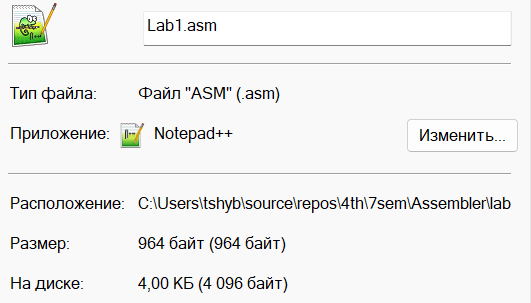 Lab1.asm
Тип файла: Файл "ASM" (.asm)
Приложение: Notepad++ Изменить...
Расположение: C:\Users\tshyb\source\repos\4th\7sem\Assembler\lab
Размер: 964 байт (964 байт)
На диске: 4,00 КБ (4 096 байт)